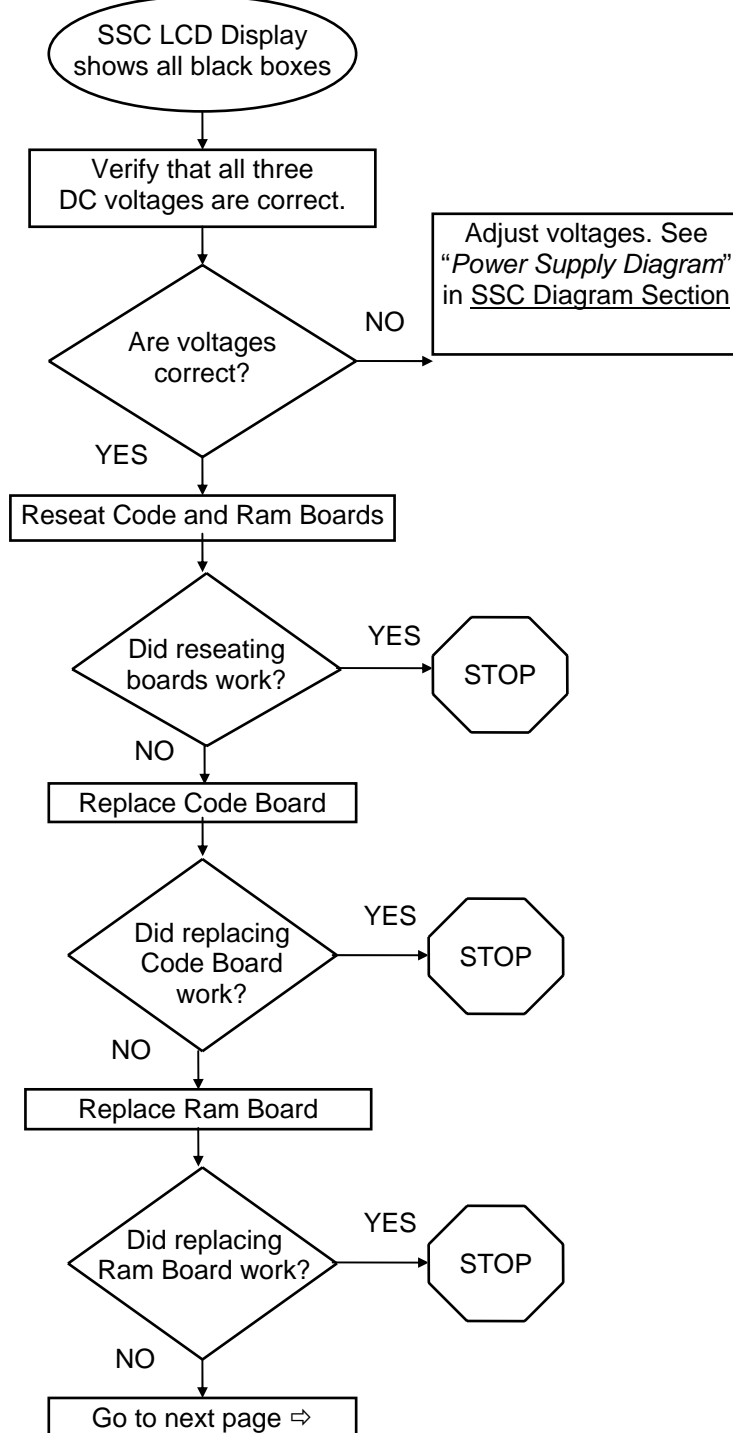 SSC LCD Display
shows all black boxes
Verify that all three
DC voltages are correct.
Adjust voltages. See
“Power Supply Diagram”
in SSC Diagram Section
NO
Are voltages
correct?
YES
Reseat Code and Ram Boards
Did reseating
boards work?
YES
STOP
NO
Replace Code Board
Did replacing
Code Board
work?
YES
STOP
NO
Replace Ram Board
Did replacing
Ram Board work?
YES
STOP
NO
Go to next page ⇨